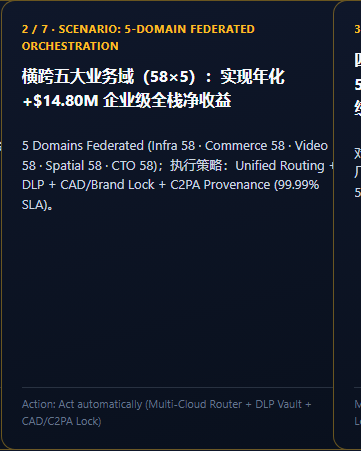 2 / 7 · SCENARIO: 5-DOMAIN FEDERATED
ORCHESTRATION
横跨五大业务域（58×5）：实现年化
+$14.80M 企业级全栈净收益
5 Domains Federated (Infra 58 · Commerce 58 · Video
58 · Spatial 58 · CTO 58)；执行策略：Unified Routing +
DLP + CAD/Brand Lock + C2PA Provenance (99.99%
SLA)。
Action: Act automatically (Multi-Cloud Router + DLP Vault +
CAD/C2PA Lock)
3
5